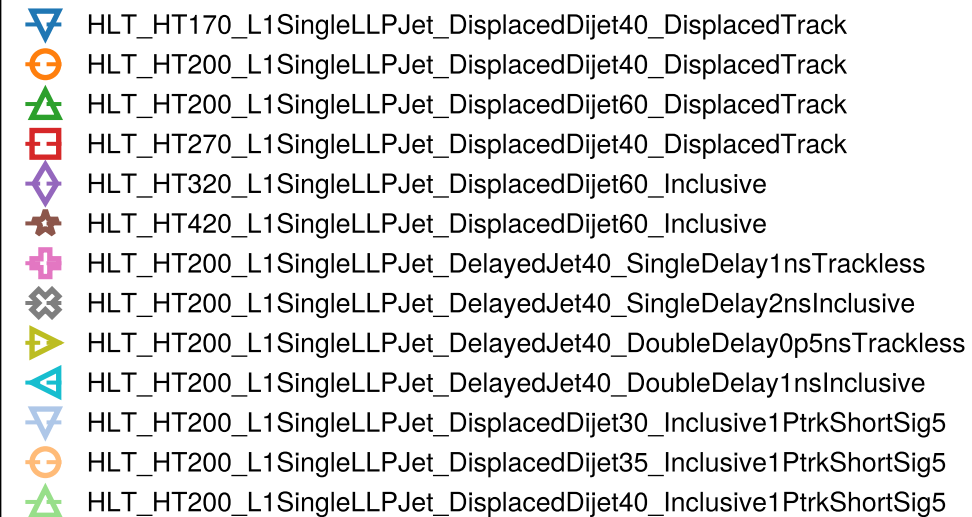 HLT_HT170_L1SingleLLPJet_DisplacedDijet40_DisplacedTrack
HLT_HT200_L1SingleLLPJet_DisplacedDijet40_DisplacedTrack
HLT_HT200_L1SingleLLPJet_DisplacedDijet60_DisplacedTrack
HLT_HT270_L1SingleLLPJet_DisplacedDijet40_DisplacedTrack
HLT_HT320_L1SingleLLPJet_DisplacedDijet60_Inclusive
HLT_HT420_L1SingleLLPJet_DisplacedDijet60_Inclusive
HLT_HT200_L1SingleLLPJet_DelayedJet40_SingleDelay1nsTrackless
HLT_HT200_L1SingleLLPJet_DelayedJet40_SingleDelay2nsInclusive
HLT_HT200_L1SingleLLPJet_DelayedJet40_DoubleDelay0p5nsTrackless
HLT_HT200_L1SingleLLPJet_DelayedJet40_DoubleDelay1nsInclusive
HLT_HT200_L1SingleLLPJet_DisplacedDijet30_Inclusive1PtrkShortSig5
HLT_HT200_L1SingleLLPJet_DisplacedDijet35_Inclusive1PtrkShortSig5
HLT_HT200_L1SingleLLPJet_DisplacedDijet40_Inclusive1PtrkShortSig5